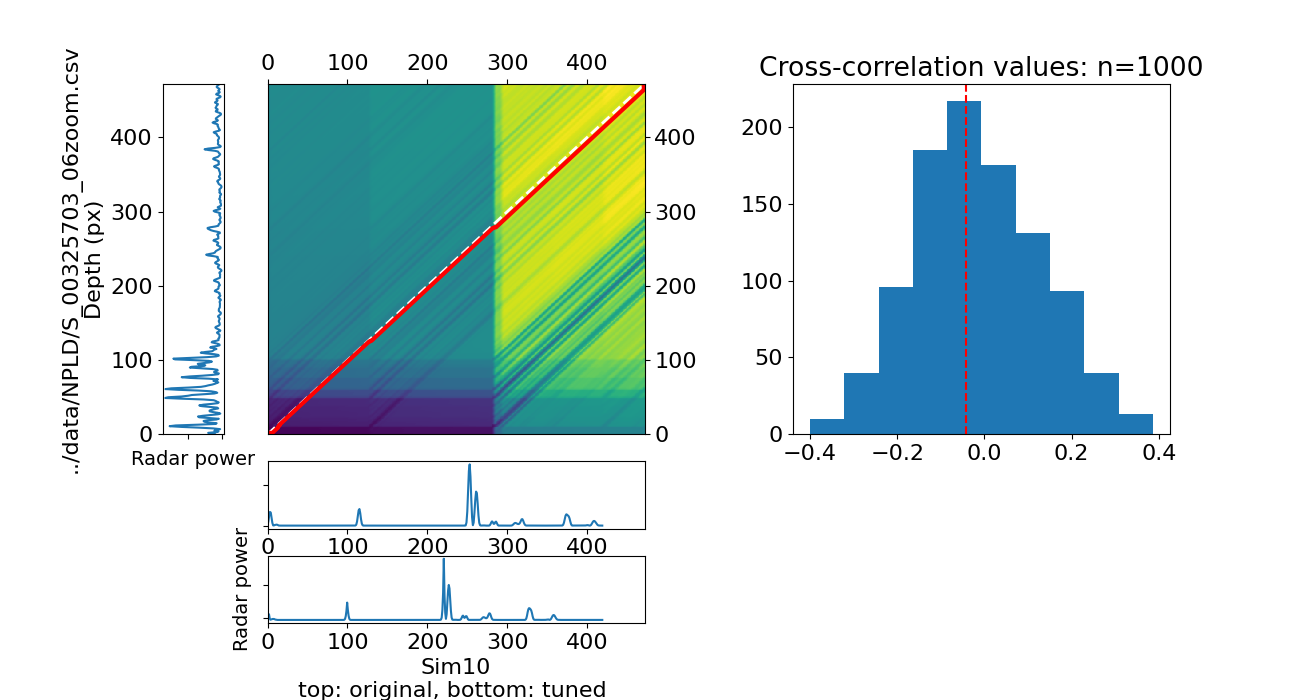 0 100 200 300 400
Cross-correlation values: n=1000
../data/NPLD/S_00325703_06zoom.csv
Depth (px)
400
300
200
100
0
400
300
200
100
0
200
150
100
50
0
−0.4 −0.2 0.0 0.2 0.4
Radar power
0 100 200 300 400
Radar power
0 100 200 300 400
Sim10
top: original, bottom: tuned